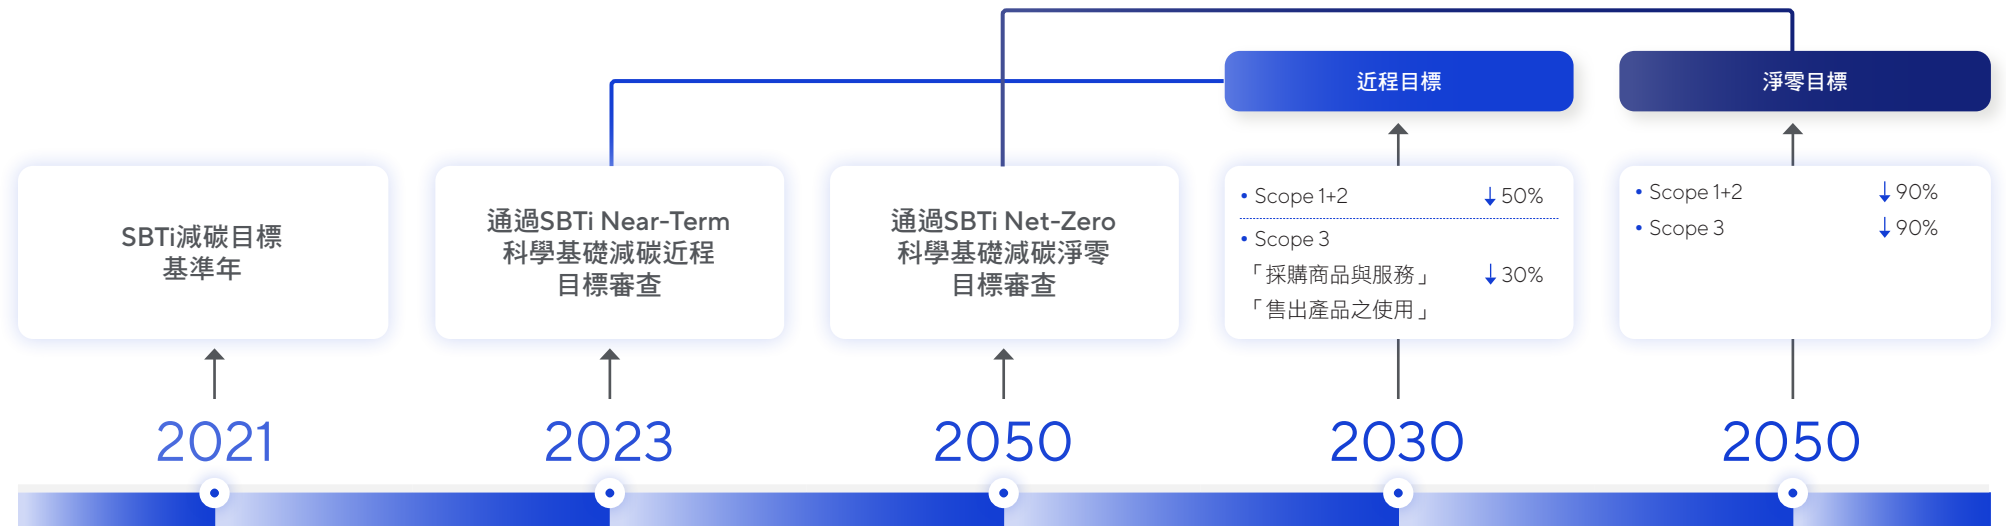 近程目標
淨零目標
SBTi減碳目標
基準年
通過SBTi Near-Term
科學基礎減碳近程
目標審查
通過SBTi Net-Zero
科學基礎減碳淨零
目標審查
• Scope 1+2 ↓ 50%
• Scope 3
「採購商品與服務」 ↓ 30%
「售出產品之使用」
• Scope 1+2 ↓ 90%
• Scope 3 ↓ 90%
2021
2023
2050
2030
2050